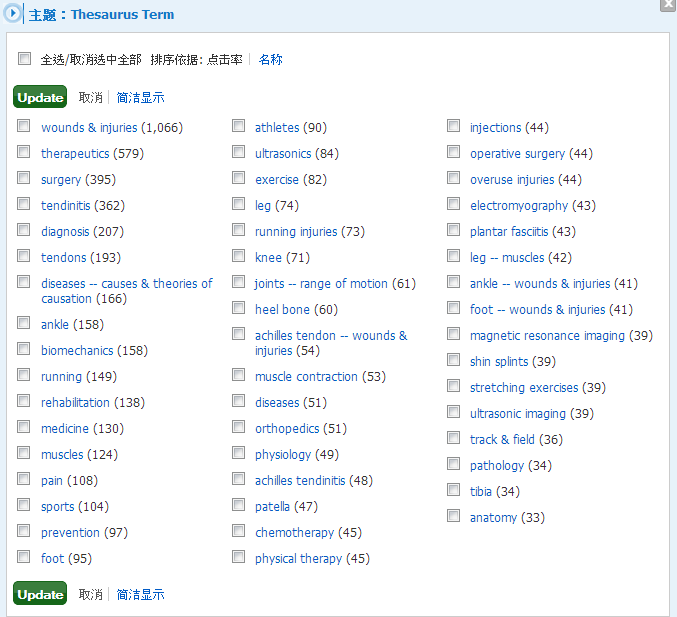 主题 : Thesaurus Term
全选/取消选中全部 排序依据: 点击率 名称
Update 取消 简洁显示
wounds & injuries (1,066)
therapeutics (579)
surgery (395)
tendinitis (362)
diagnosis (207)
tendons (193)
diseases -- causes & theories of
causation (166)
ankle (158)
biomechanics (158)
running (149)
rehabilitation (138)
medicine (130)
muscles (124)
pain (108)
sports (104)
prevention (97)
foot (95)
athletes (90)
ultrasonics (84)
exercise (82)
leg (74)
running injuries (73)
knee (71)
joints -- range of motion (61)
heel bone (60)
achilles tendon -- wounds &
injuries (54)
muscle contraction (53)
diseases (51)
orthopedics (51)
physiology (49)
achilles tendinitis (48)
patella (47)
chemotherapy (45)
physical therapy (45)
injections (44)
operative surgery (44)
overuse injuries (44)
electromyography (43)
plantar fasciitis (43)
leg -- muscles (42)
ankle -- wounds & injuries (41)
foot -- wounds & injuries (41)
magnetic resonance imaging (39)
shin splints (39)
stretching exercises (39)
ultrasonic imaging (39)
track & field (36)
pathology (34)
tibia (34)
anatomy (33)
Update 取消 简洁显示